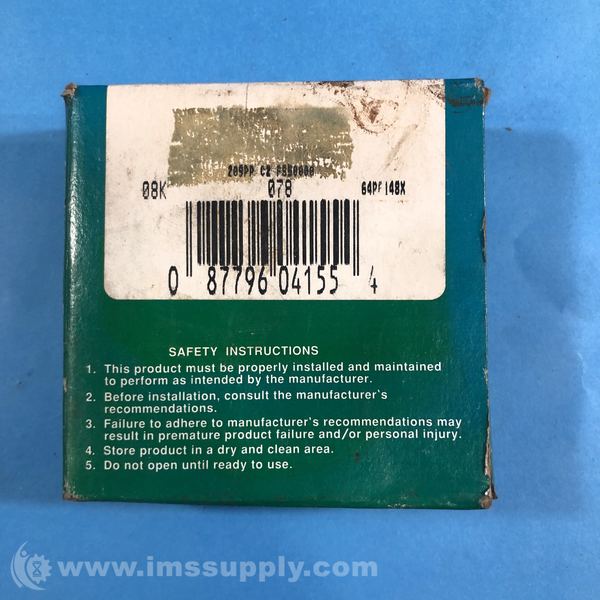 205PP C2 FS50000
08K 078 64PF148X
0 87796 04155 4
SAFETY INSTRUCTIONS
1. This product must be properly installed and maintained
to perform as intended by the manufacturer.
2. Before installation, consult the manufacturer's
recommendations.
3. Failure to adhere to manufacturer's recommendations may
result in premature product failure and/or personal injury.
4. Store product in a dry and clean area.
5. Do not open until ready to use.
www.imssupply.com